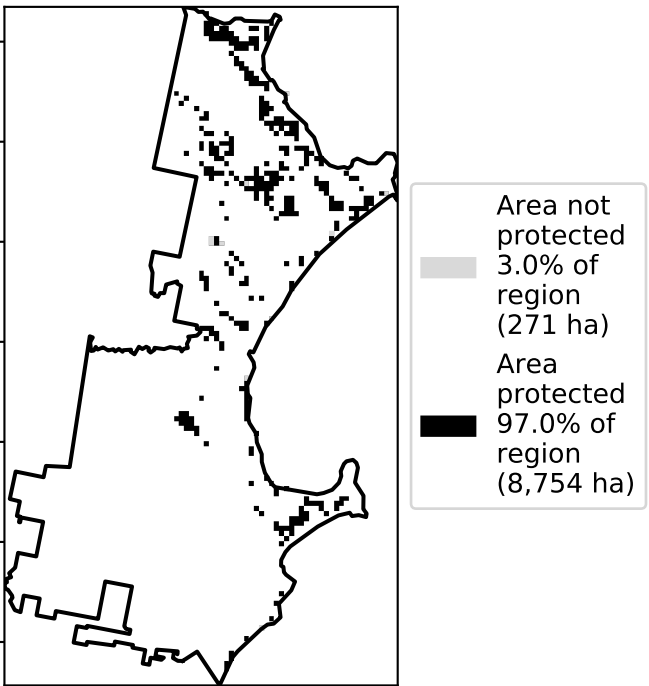 Area not
protected
3.0% of
region
(271 ha)
Area
protected
97.0% of
region
(8,754 ha)